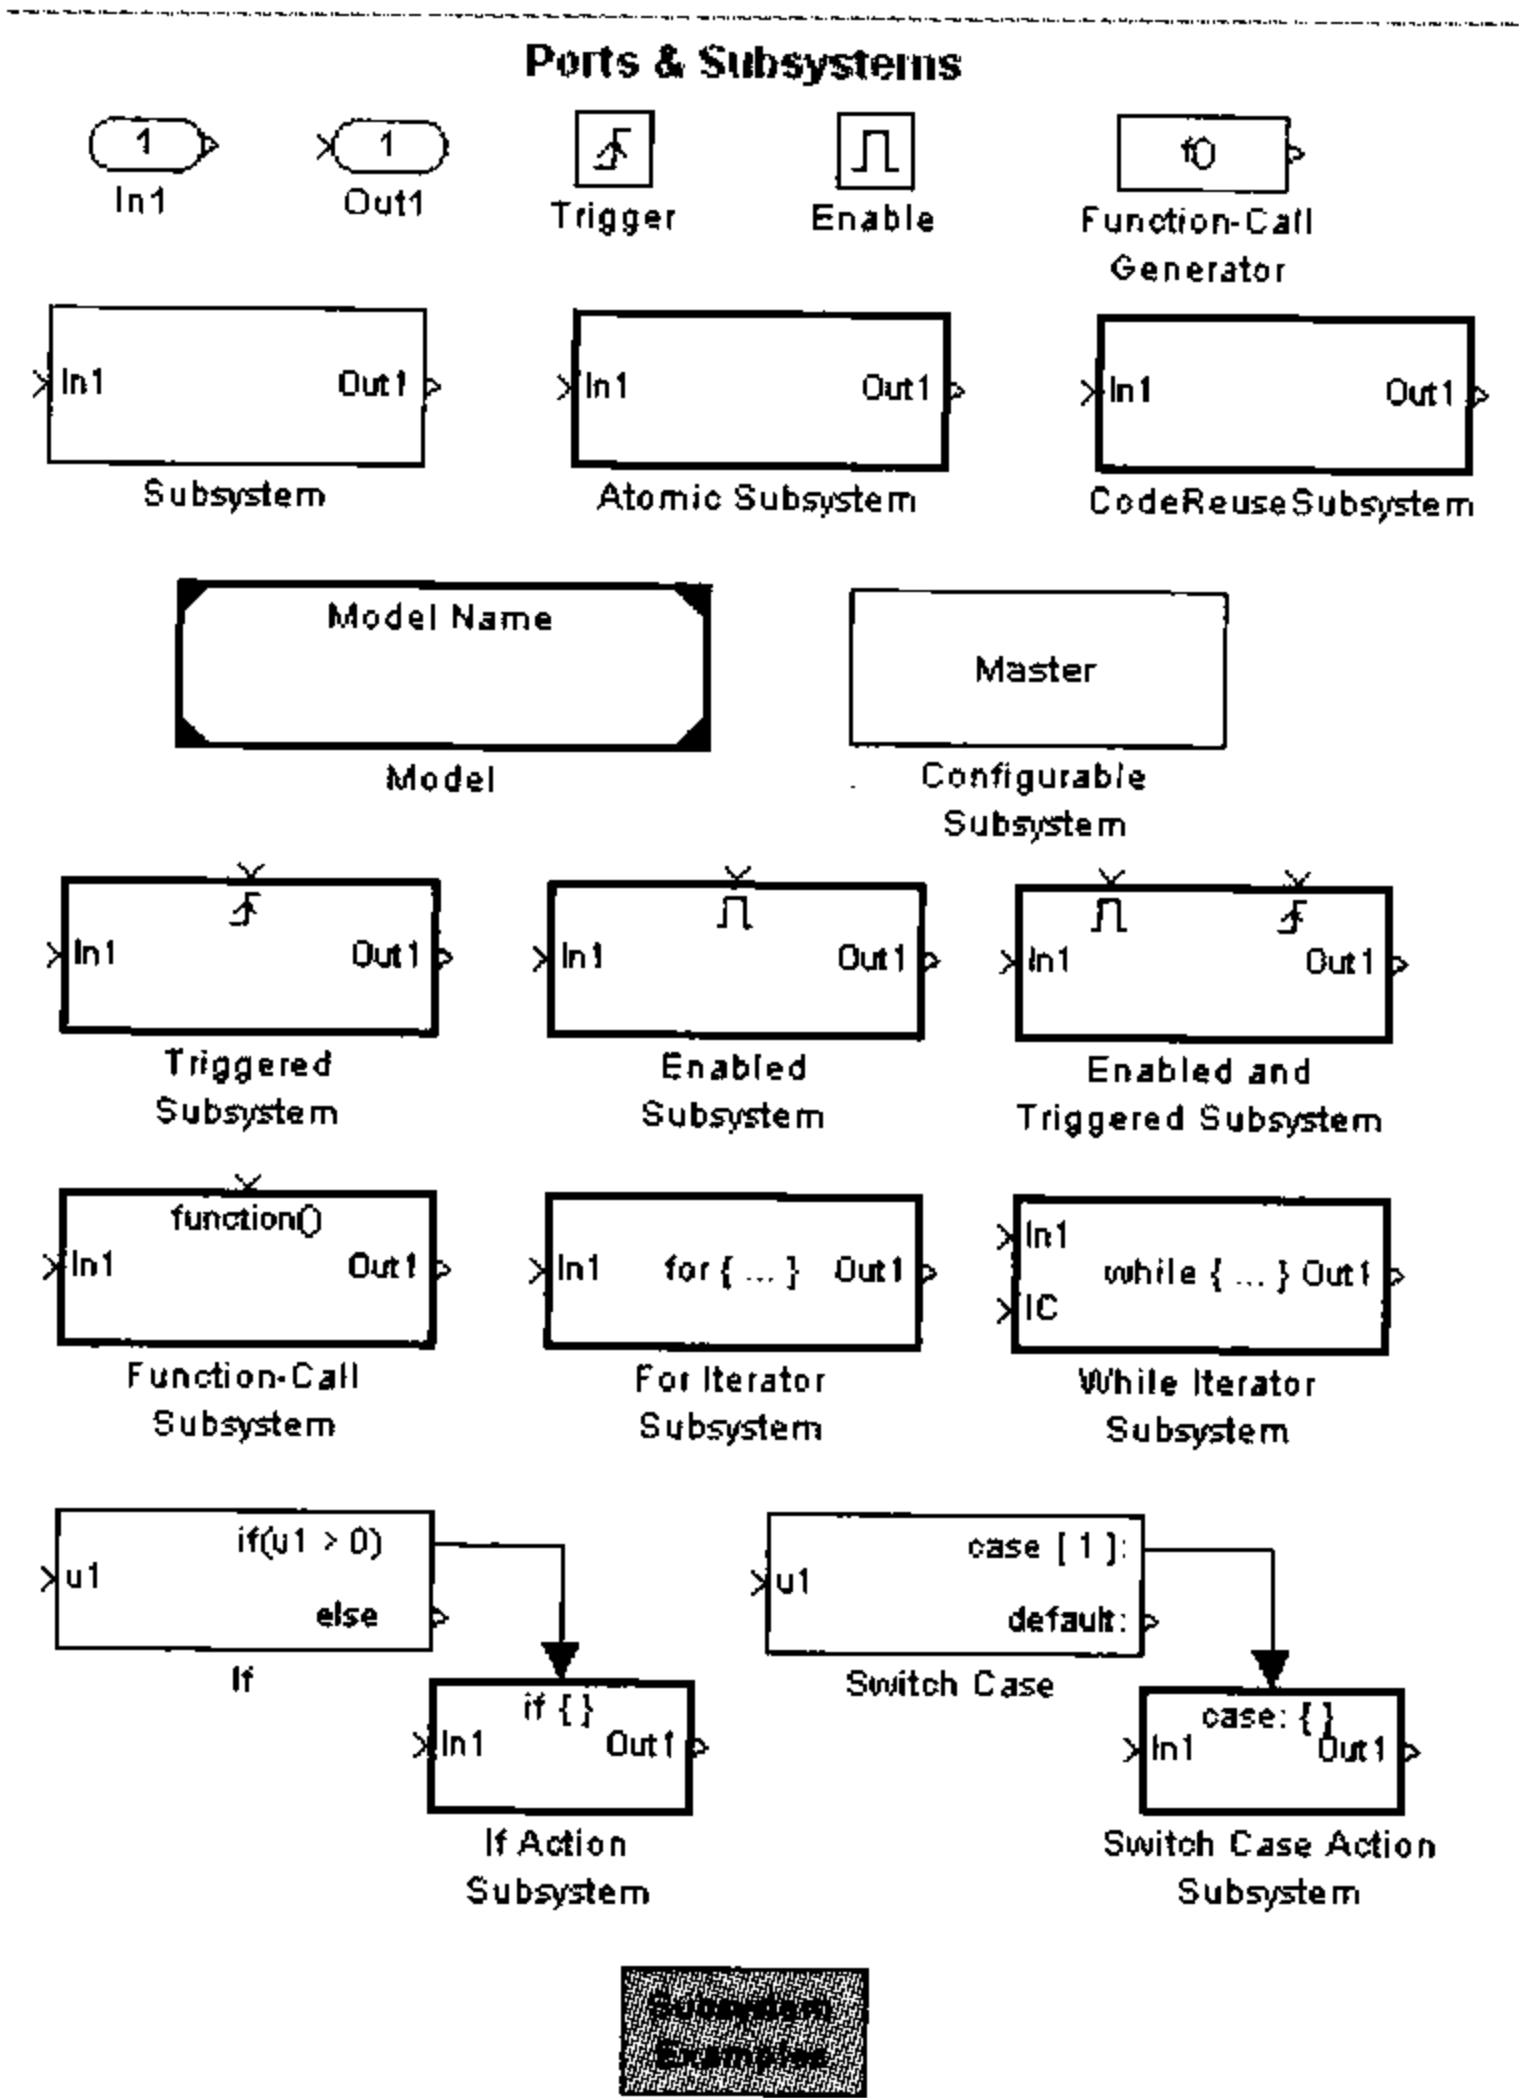 Ports & Subsystems
1
1
f()
In1
Out1
Trigger
Enable
Function-Call
Generator
In1 Out1
In1 Out1
In1 Out1
Subsystem
Atomic Subsystem
CodeReuseSubsystem
Model Name
Master
Model
Configurable
Subsystem
In1 Out1
In1 Out1
In1 Out1
Triggered
Subsystem
Enabled
Subsystem
Enabled and
Triggered Subsystem
function()
In1 Out1
In1 for { ... } Out1
In1
while { ... } Out1
IC
Function-Call
Subsystem
For Iterator
Subsystem
While Iterator
Subsystem
if(u1 > 0)
u1
else
If
case [ 1 ]:
u1
default:
Switch Case
if { }
In1 Out1
If Action
Subsystem
case: { }
In1 Out1
Switch Case Action
Subsystem
Subsystem
Examples